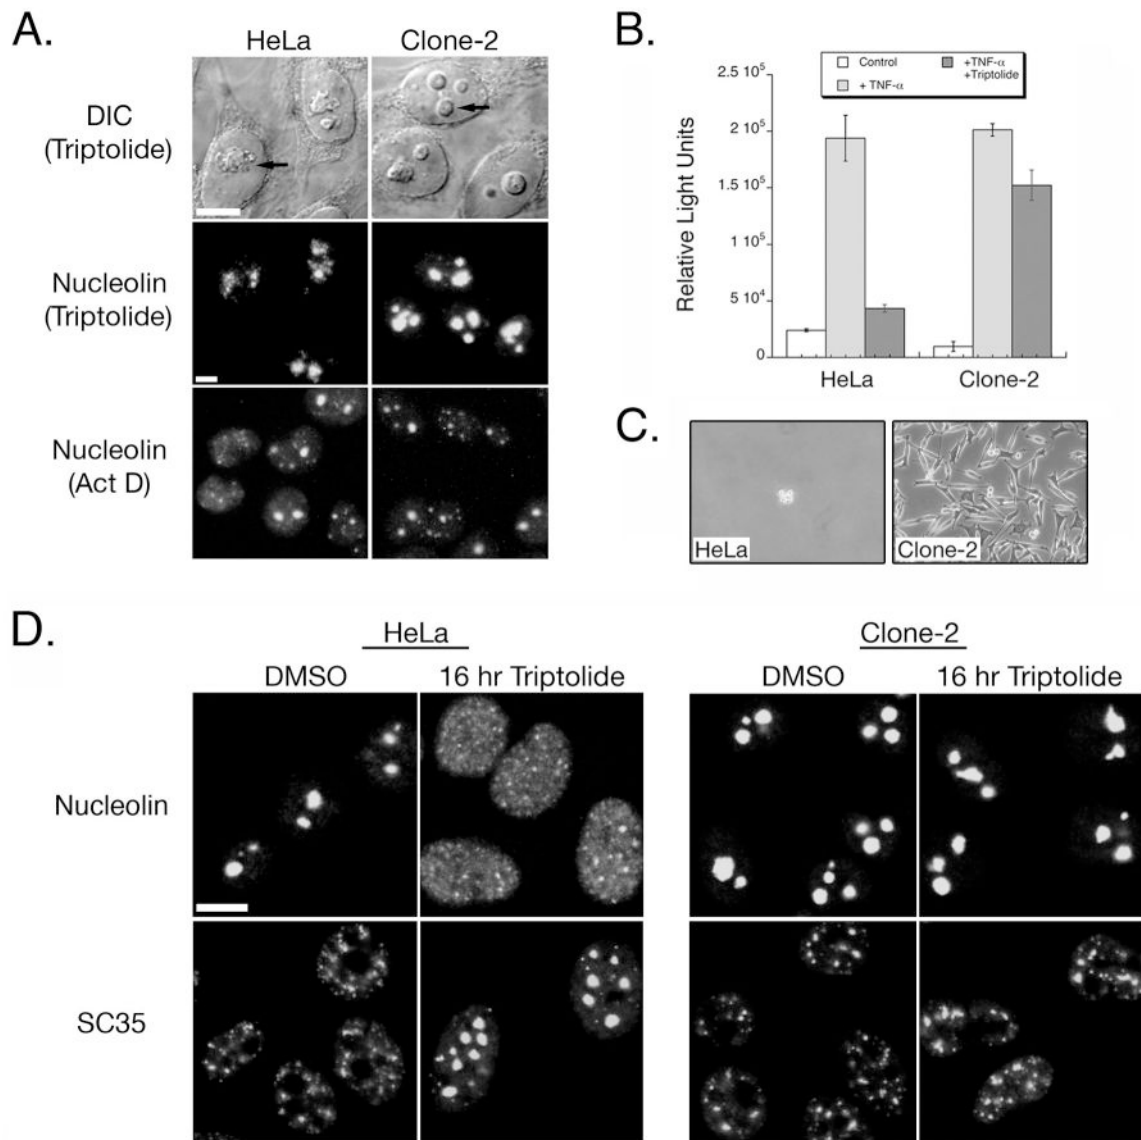 A.
HeLa Clone-2
DIC
(Triptolide)
Nucleolin
(Triptolide)
Nucleolin
(Act D)
B.
Control
+ TNF-α
+TNF-α
+Triptolide
Relative Light Units
2.5 10⁵
2 10⁵
1.5 10⁵
1 10⁵
5 10⁴
0
HeLa Clone-2
C.
HeLa
Clone-2
D.
HeLa
DMSO 16 hr Triptolide
Clone-2
DMSO 16 hr Triptolide
Nucleolin
SC35